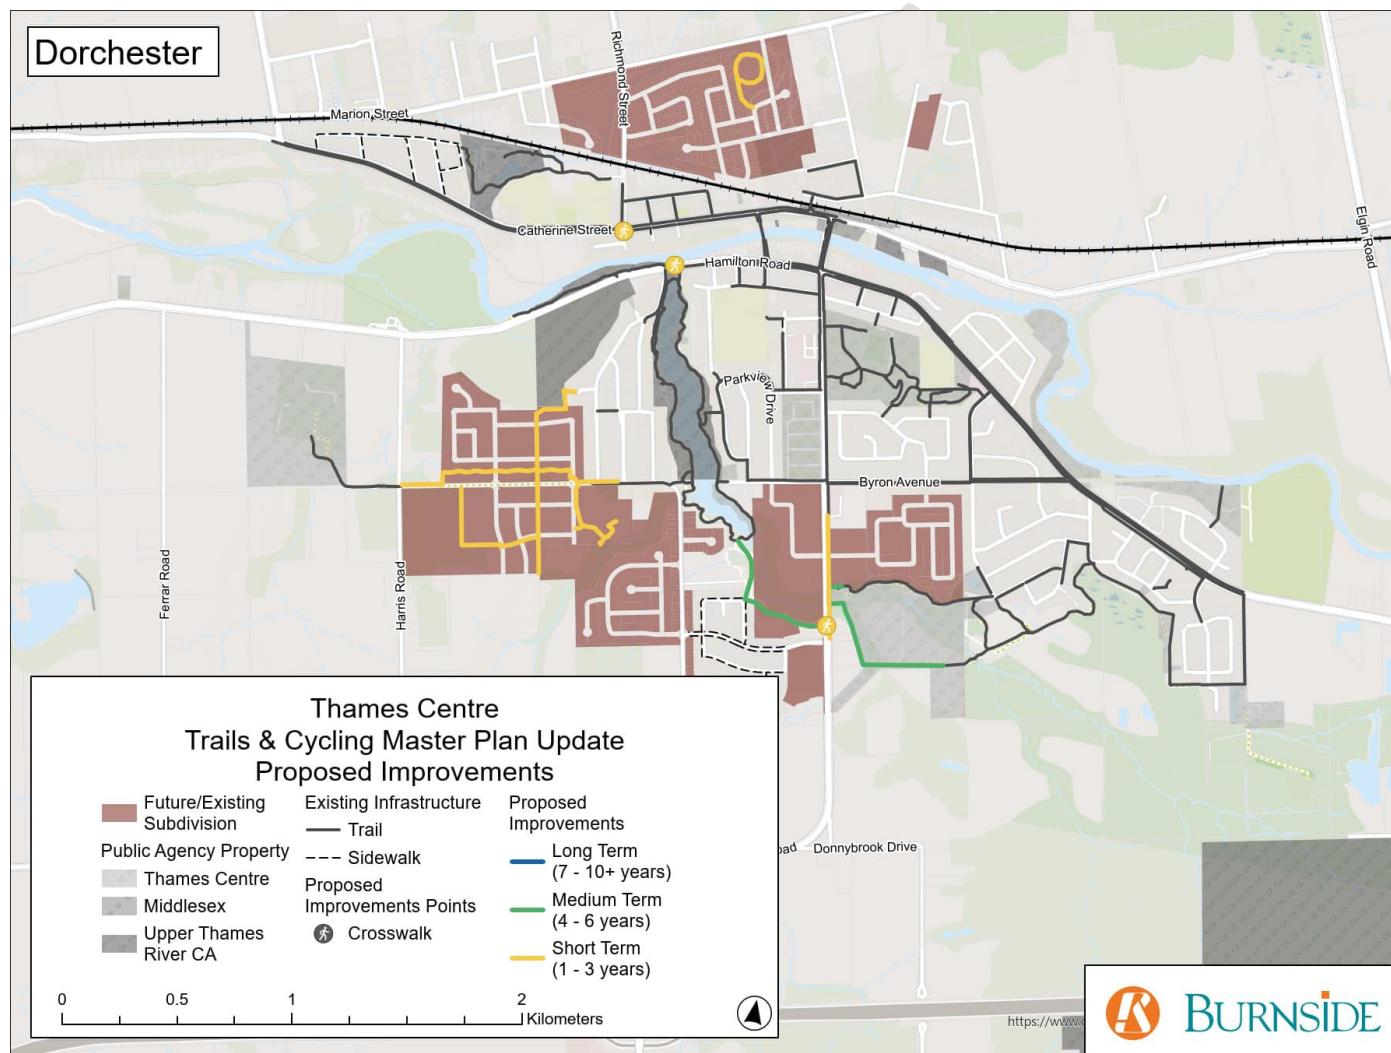 Dorchester
Richmond Street
Marion Street
Catherine Street
Hamilton Road
Elgin Road
Parkview
Drive
Byron Avenue
Ferrar Road
Harris Road
Donnybrook Drive
Thames Centre
Trails & Cycling Master Plan Update
Proposed Improvements
Future/Existing
Subdivision
Public Agency Property
Thames Centre
Middlesex
Upper Thames
River CA
Existing Infrastructure
Trail
Sidewalk
Proposed
Improvements Points
Crosswalk
Proposed
Improvements
Long Term
(7 - 10+ years)
Medium Term
(4 - 6 years)
Short Term
(1 - 3 years)
0 0.5 1 2
Kilometers
BURNSIDE